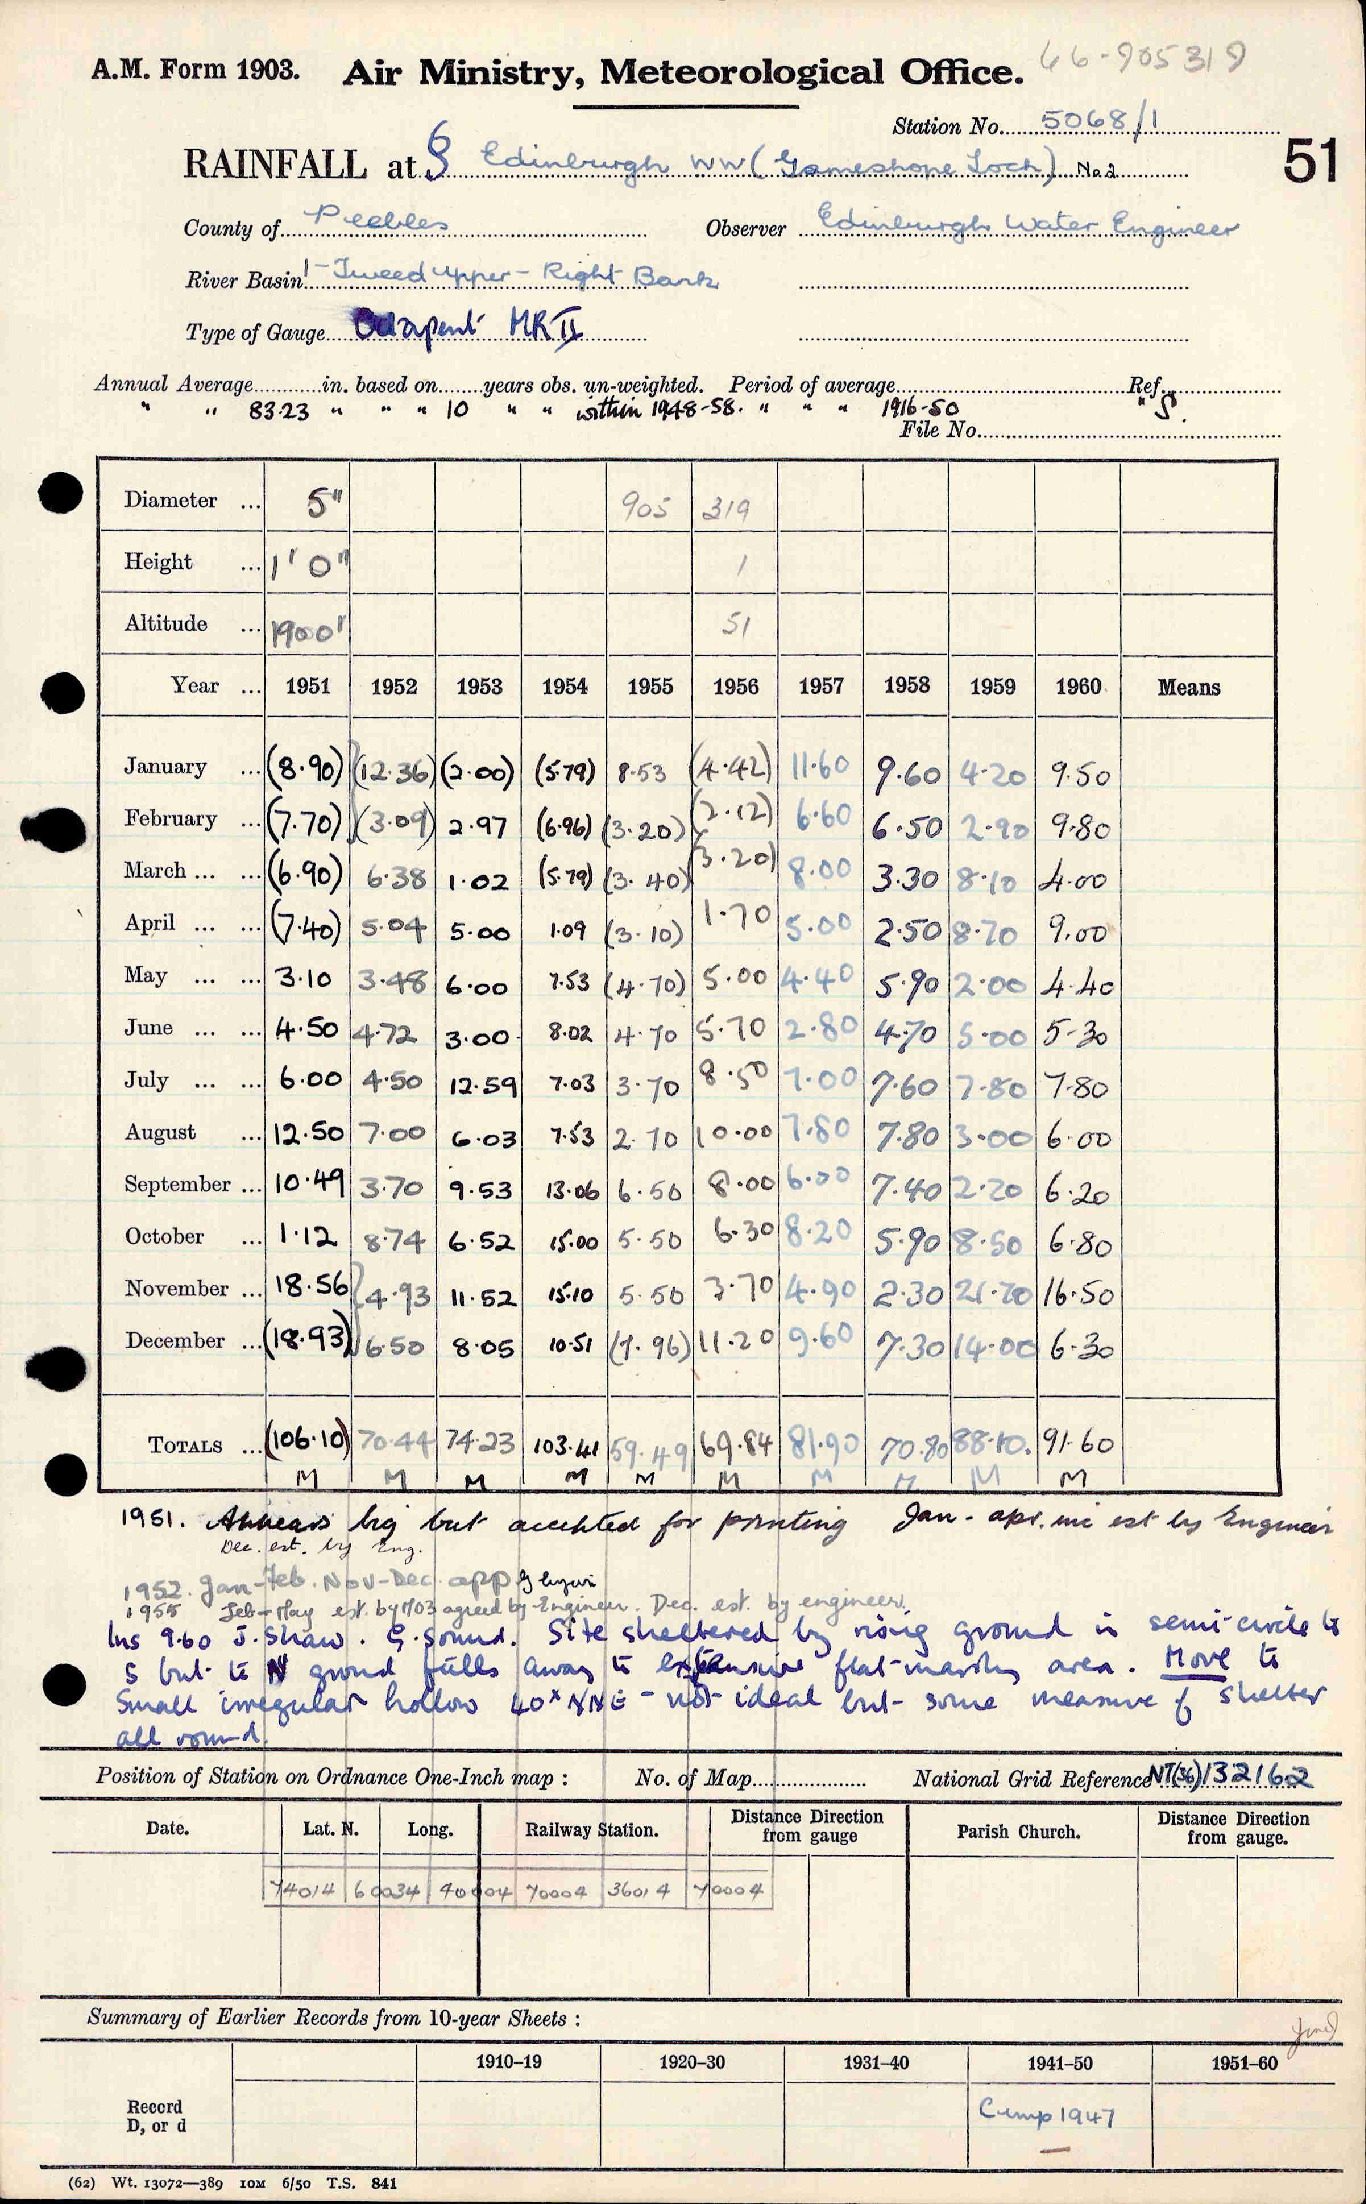 66-905319
A.M. Form 1903. Air Ministry, Meteorological Office.
Station No. 5068/1
RAINFALL at § Edinburgh WW (Gameshope Loch) No 2
51
County of Peebles Observer Edinburgh Water Engineer
River Basin 1-Tweed upper - Right Bank
Type of Gauge Octapent MK II
Annual Average in. based on years obs. un-weighted. Period of average Ref.
" " 83.23 " " " 10 " " within 1948-58. " " " 1916-50 " S.
File No.
Diameter ... 5" 905 319
Height ... 1' 0" 1
Altitude ... 1900' 51
Year ... 1951 1952 1953 1954 1955 1956 1957 1958 1959 1960 Means
January ... (8.90) (12.36) (2.00) (5.79) 8.53 (4.42) 11.60 9.60 4.20 9.50
February ... (7.70) (3.09) 2.97 (6.96) (3.20) (2.12) 6.60 6.50 2.90 9.80
March ... ... (6.90) 6.38 1.02 (5.79) (3.40) (3.20) 8.00 3.30 8.10 4.00
April ... ... (7.40) 5.04 5.00 1.09 (3.10) 1.70 5.00 2.50 8.70 9.00
May ... ... 3.10 3.48 6.00 7.53 (4.70) 5.00 4.40 5.90 2.00 4.40
June ... ... 4.50 4.72 3.00 8.02 4.70 5.70 2.80 4.70 5.00 5.30
July ... ... 6.00 4.50 12.59 7.03 3.70 8.50 7.00 7.60 7.80 7.80
August ... 12.50 7.00 6.03 7.53 2.70 10.00 7.80 7.80 3.00 6.00
September ... 10.49 3.70 9.53 13.06 6.50 8.00 6.00 7.40 2.20 6.20
October ... 1.12 8.74 6.52 15.00 5.50 6.30 8.20 5.90 8.50 6.80
November ... 18.56 4.93 11.52 15.10 5.50 3.70 4.90 2.30 21.70 16.50
December ... (18.93) 6.50 8.05 10.51 (7.96) 11.20 9.60 7.30 14.00 6.30
TOTALS ... (106.10) 70.44 74.23 103.41 59.49 69.84 81.90 70.80 88.10. 91.60
M M M M M M M M M M
1951. Appears big but accepted for printing Jan - apr. inc est by Engineer
Dec. est. by Eng.
1952. Jan-Feb. Nov-Dec. app
1955 Feb-May est. by MO3 agreed by Engineer. Dec. est. by engineer.
Ins 9.60 J. Shaw. G. sound. Site sheltered by rising ground in semi-circle to
S but to N ground falls away to extensive flat marshy area. Move to
Small irregular hollow 40x NNE - not ideal but some measure of shelter
all round.
Position of Station on Ordnance One-Inch map : No. of Map National Grid Reference NT(36)132162
Date. Lat. N. Long. Railway Station. Distance Direction from gauge Parish Church. Distance Direction from gauge.
74014 60034 40004 70004 36014 70004
Summary of Earlier Records from 10-year Sheets :
1910–19 1920–30 1931–40 1941–50 1951–60
Record
D, or d
Cmp 1947
(62) Wt. 13072—389 10M 6/50 T.S. 841